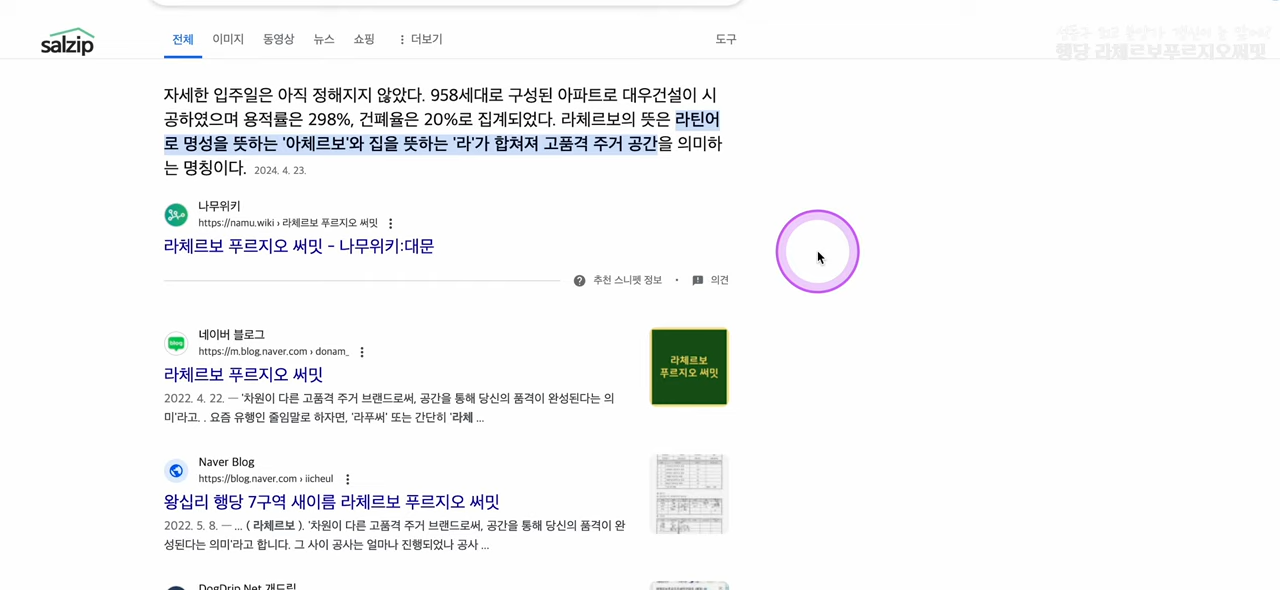 salzip
전체 이미지 동영상 뉴스 쇼핑 더보기 도구
행당 라체르보푸르지오써밋
자세한 입주일은 아직 정해지지 않았다. 958세대로 구성된 아파트로 대우건설이 시
공하였으며 용적률은 298%, 건폐율은 20%로 집계되었다. 라체르보의 뜻은 라틴어
로 명성을 뜻하는 '아체르보'와 집을 뜻하는 '라'가 합쳐져 고품격 주거 공간을 의미하
는 명칭이다. 2024. 4. 23.
나무위키
https://namu.wiki › 라체르보 푸르지오 써밋
라체르보 푸르지오 써밋 - 나무위키:대문
추천 스니펫 정보 • 의견
네이버 블로그
https://m.blog.naver.com › donam_
라체르보 푸르지오 써밋
2022. 4. 22. — '차원이 다른 고품격 주거 브랜드로써, 공간을 통해 당신의 품격이 완성된다는 의
미'라고. . 요즘 유행인 줄임말로 하자면, '라푸써' 또는 간단히 '라체 ...
라체르보
푸르지오 써밋
Naver Blog
https://blog.naver.com › iicheul
왕십리 행당 7구역 새이름 라체르보 푸르지오 써밋
2022. 5. 8. — ... ( 라체르보 ). '차원이 다른 고품격 주거 브랜드로써, 공간을 통해 당신의 품격이 완
성된다는 의미'라고 합니다. 그 사이 공사는 얼마나 진행되었나 공사 ...
DogDrip.Net 개드립